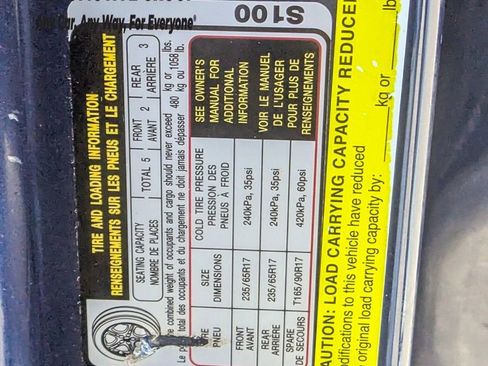 Any Car, Any Way, For Everyone®
TIRE AND LOADING INFORMATION
RENSEIGNEMENTS SUR LES PNEUS ET LE CHARGEMENT
SEATING CAPACITY
NOMBRE DE PLACES
TOTAL 5
FRONT
AVANT
2
REAR
ARRIÈRE
3
combined weight of occupants and cargo should never exceed
Le po total des occupants et du chargement ne doit jamais dépasser
480 kg or 1058 lbs.
kg ou lb.
PNEU
SIZE
DIMENSIONS
COLD TIRE PRESSURE
PRESSION DES
PNEUS À FROID
FRONT
AVANT
235/65R17
240kPa, 35psi
REAR
ARRIÈRE
235/65R17
240kPa, 35psi
SPARE
DE SECOURS
T165/90R17
420kPa, 60psi
SEE OWNER'S
MANUAL FOR
ADDITIONAL
INFORMATION
VOIR LE MANUEL
DE L'USAGER
POUR PLUS DE
RENSEIGNEMENTS
S100
CAUTION: LOAD CARRYING CAPACITY REDUCED
modifications to this vehicle have reduced
original load carrying capacity by:
kg or lb